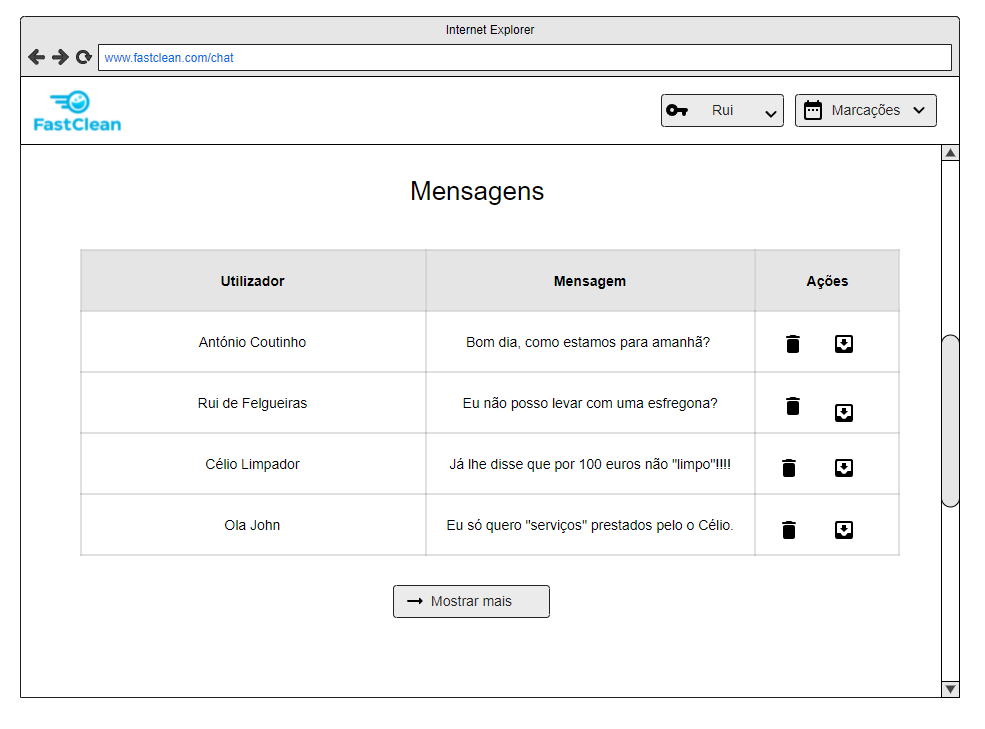 Internet Explorer
www.fastclean.com/chat
FastClean
Rui
Marcações
Mensagens
Utilizador Mensagem Ações
António Coutinho Bom dia, como estamos para amanhã?
Rui de Felgueiras Eu não posso levar com uma esfregona?
Célio Limpador Já lhe disse que por 100 euros não "limpo"!!!!
Ola John Eu só quero "serviços" prestados pelo o Célio.
Mostrar mais